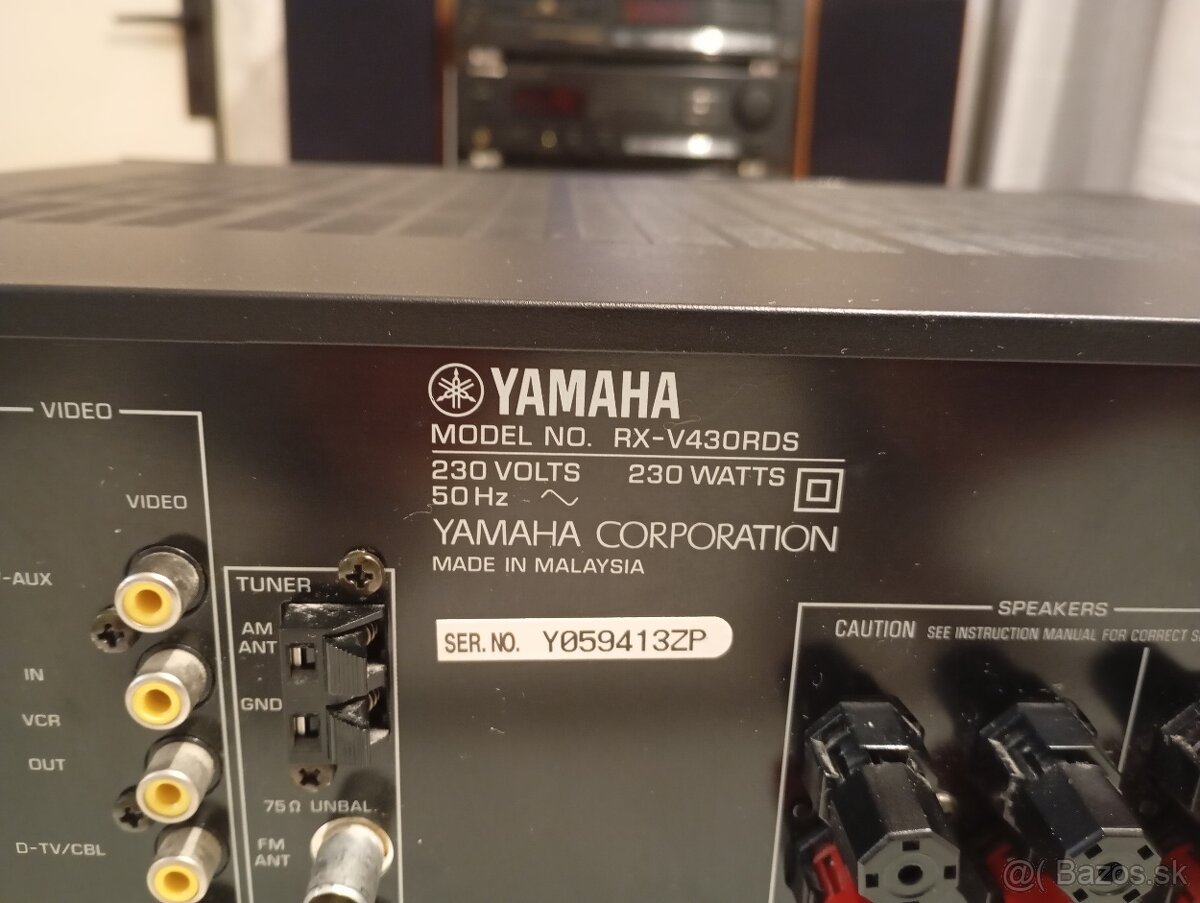 YAMAHA
MODEL NO. RX-V430RDS
230 VOLTS 230 WATTS
50 Hz
YAMAHA CORPORATION
MADE IN MALAYSIA
SER. NO. Y059413ZP
VIDEO
VIDEO
-AUX
IN
VCR
OUT
D-TV/CBL
TUNER
AM
ANT
GND
75Ω UNBAL.
FM
ANT
SPEAKERS
CAUTION SEE INSTRUCTION MANUAL FOR CORRECT S
@( Bazos.sk